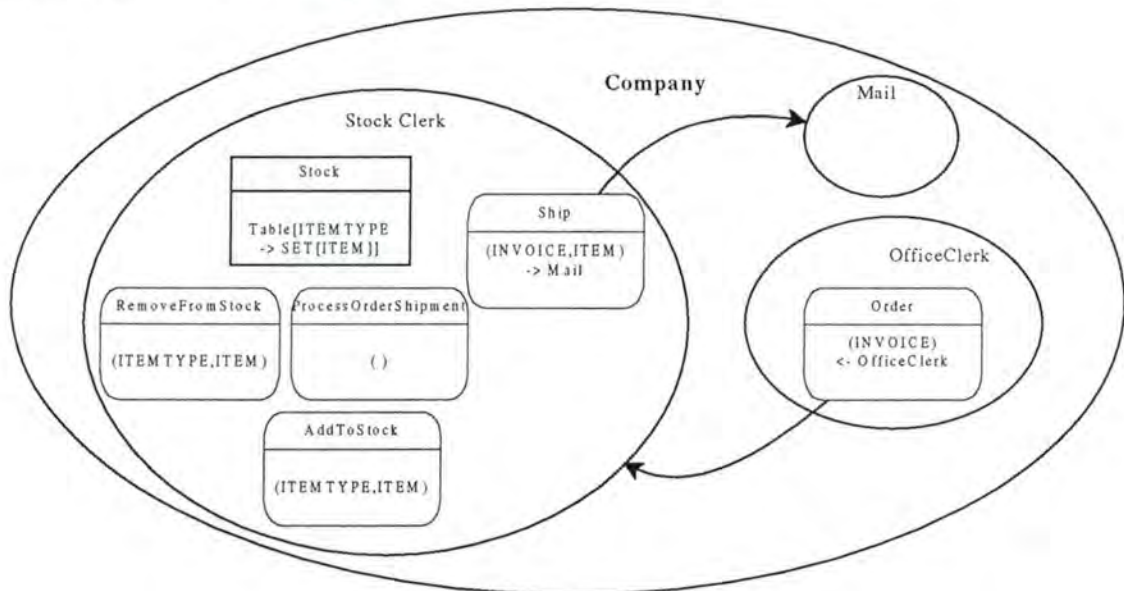 Company
Mail
Stock Clerk
Stock
Table[ITEMTYPE
-> SET[ITEM]]
Ship
(INVOICE,ITEM)
-> Mail
OfficeClerk
RemoveFromStock
(ITEMTYPE,ITEM)
ProcessOrderShipment
( )
Order
(INVOICE)
<- OfficeClerk
AddToStock
(ITEMTYPE,ITEM)